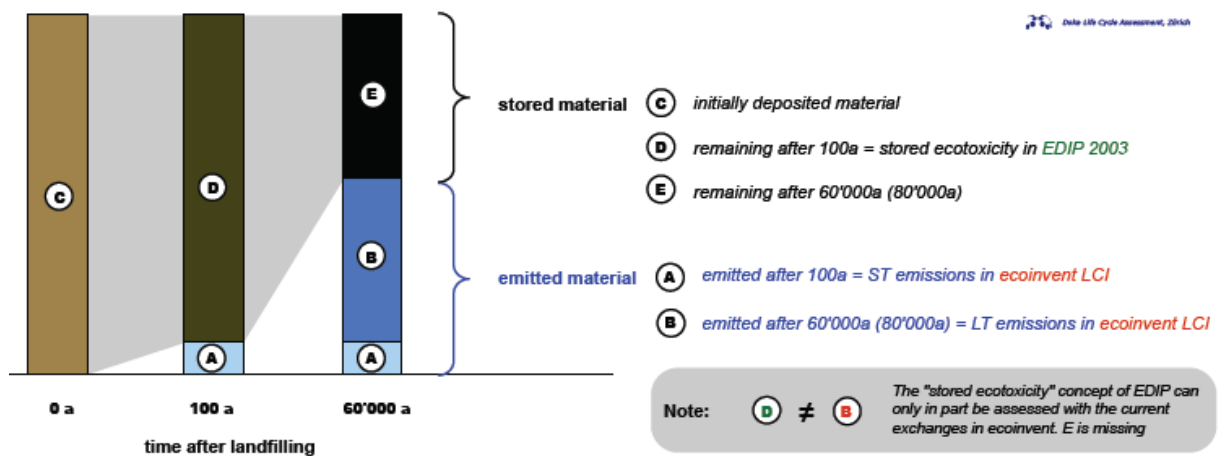 Doka Life Cycle Assessment, Zürich
E
stored material
C
initially deposited material
D
remaining after 100a = stored ecotoxicity in EDIP 2003
E
remaining after 60'000a (80'000a)
C
D
B
emitted material
A
emitted after 100a = ST emissions in ecoinvent LCI
B
emitted after 60'000a (80'000a) = LT emissions in ecoinvent LCI
A
A
0 a
100 a
60'000 a
time after landfilling
Note:
D ≠ B
The "stored ecotoxicity" concept of EDIP can
only in part be assessed with the current
exchanges in ecoinvent. E is missing